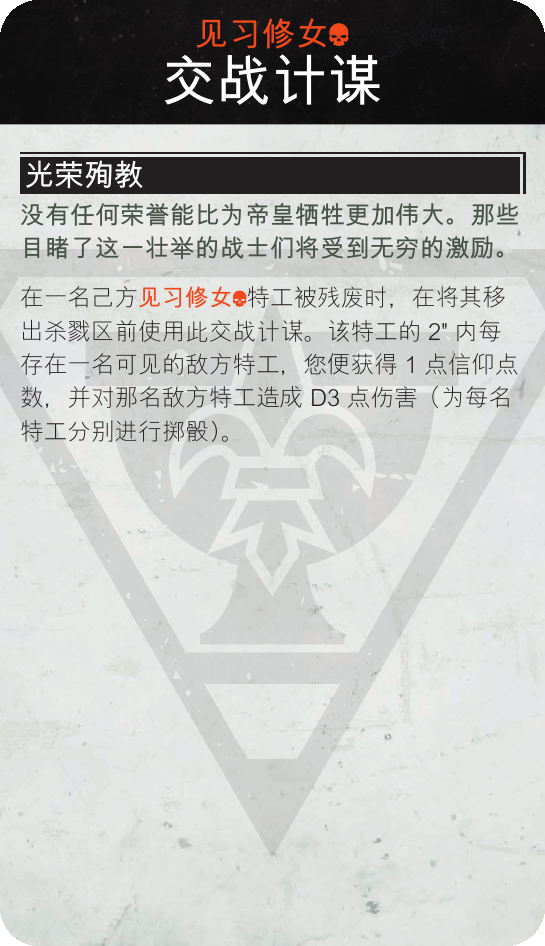 见习修女
交战计谋
光荣殉教
没有任何荣誉能比为帝皇牺牲更加伟大。那些
目睹了这一壮举的战士们将受到无穷的激励。
在一名己方见习修女特工被残废时，在将其移
出杀戮区前使用此交战计谋。该特工的 2" 内每
存在一名可见的敌方特工，您便获得 1 点信仰点
数，并对那名敌方特工造成 D3 点伤害（为每名
特工分别进行掷骰）。